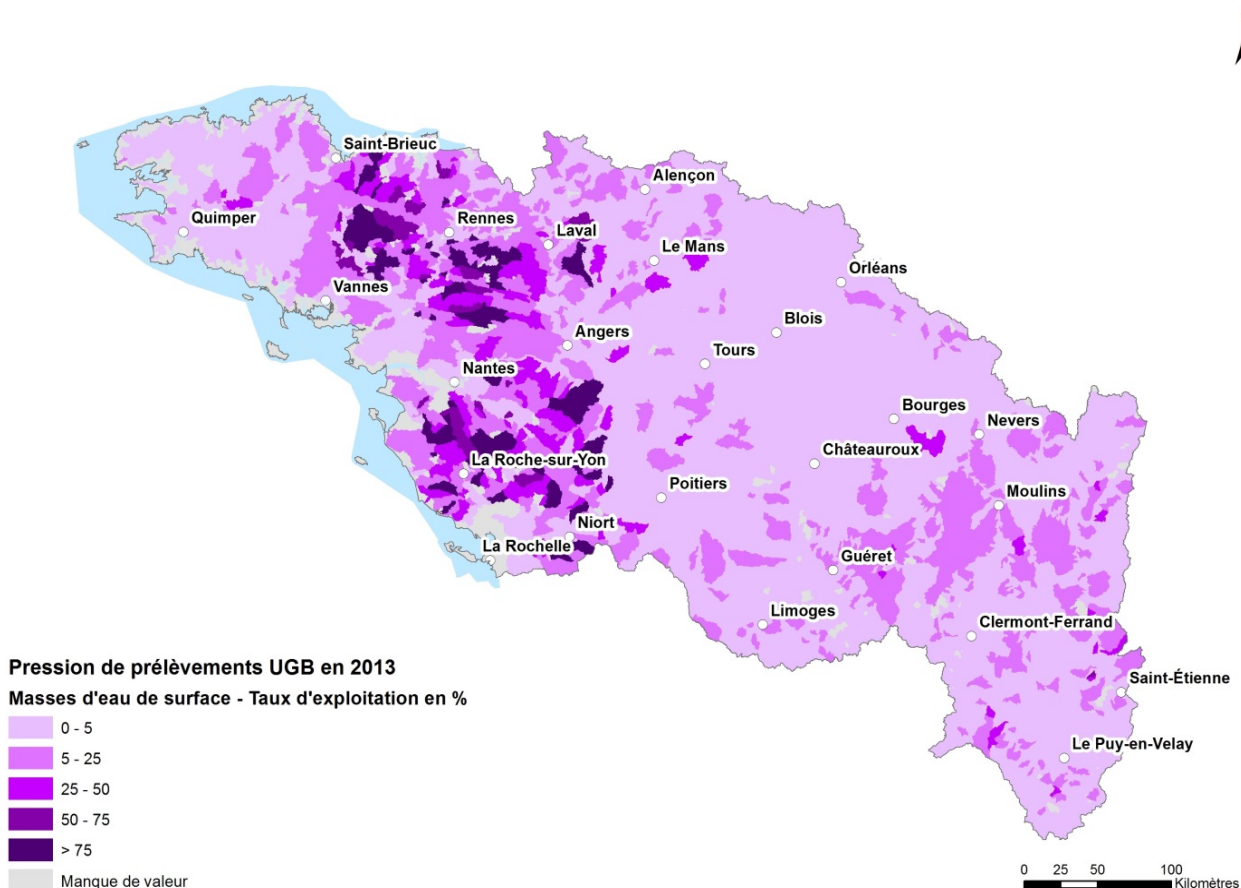 Saint-Brieuc
Alençon
Quimper
Rennes
Laval
Le Mans
Orléans
Vannes
Blois
Angers
Tours
Nantes
Bourges
Nevers
Châteauroux
La Roche-sur-Yon
Poitiers
Moulins
Niort
La Rochelle
Guéret
Limoges
Clermont-Ferrand
Saint-Étienne
Le Puy-en-Velay
Pression de prélèvements UGB en 2013
Masses d'eau de surface - Taux d'exploitation en %
0 - 5
5 - 25
25 - 50
50 - 75
> 75
Manque de valeur
0 25 50 100
Kilomètres